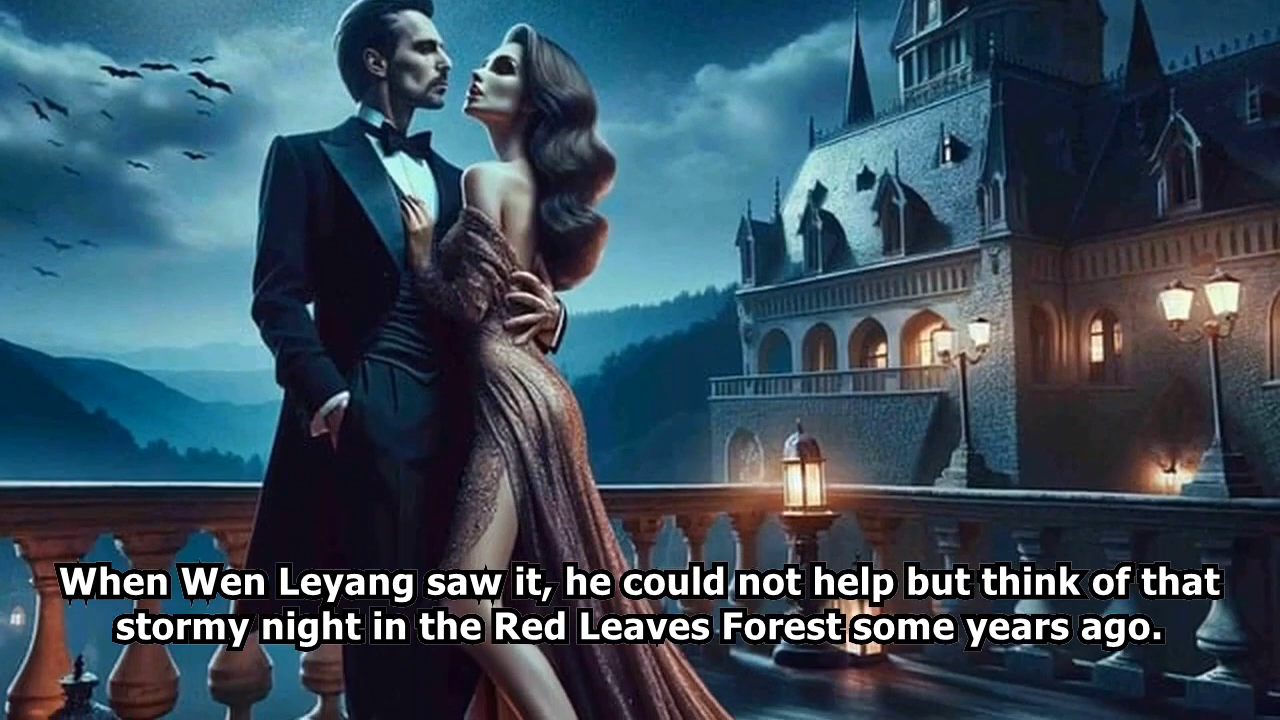 When Wen Leyang saw it, he could not help but think of that
stormy night in the Red Leaves Forest some years ago.